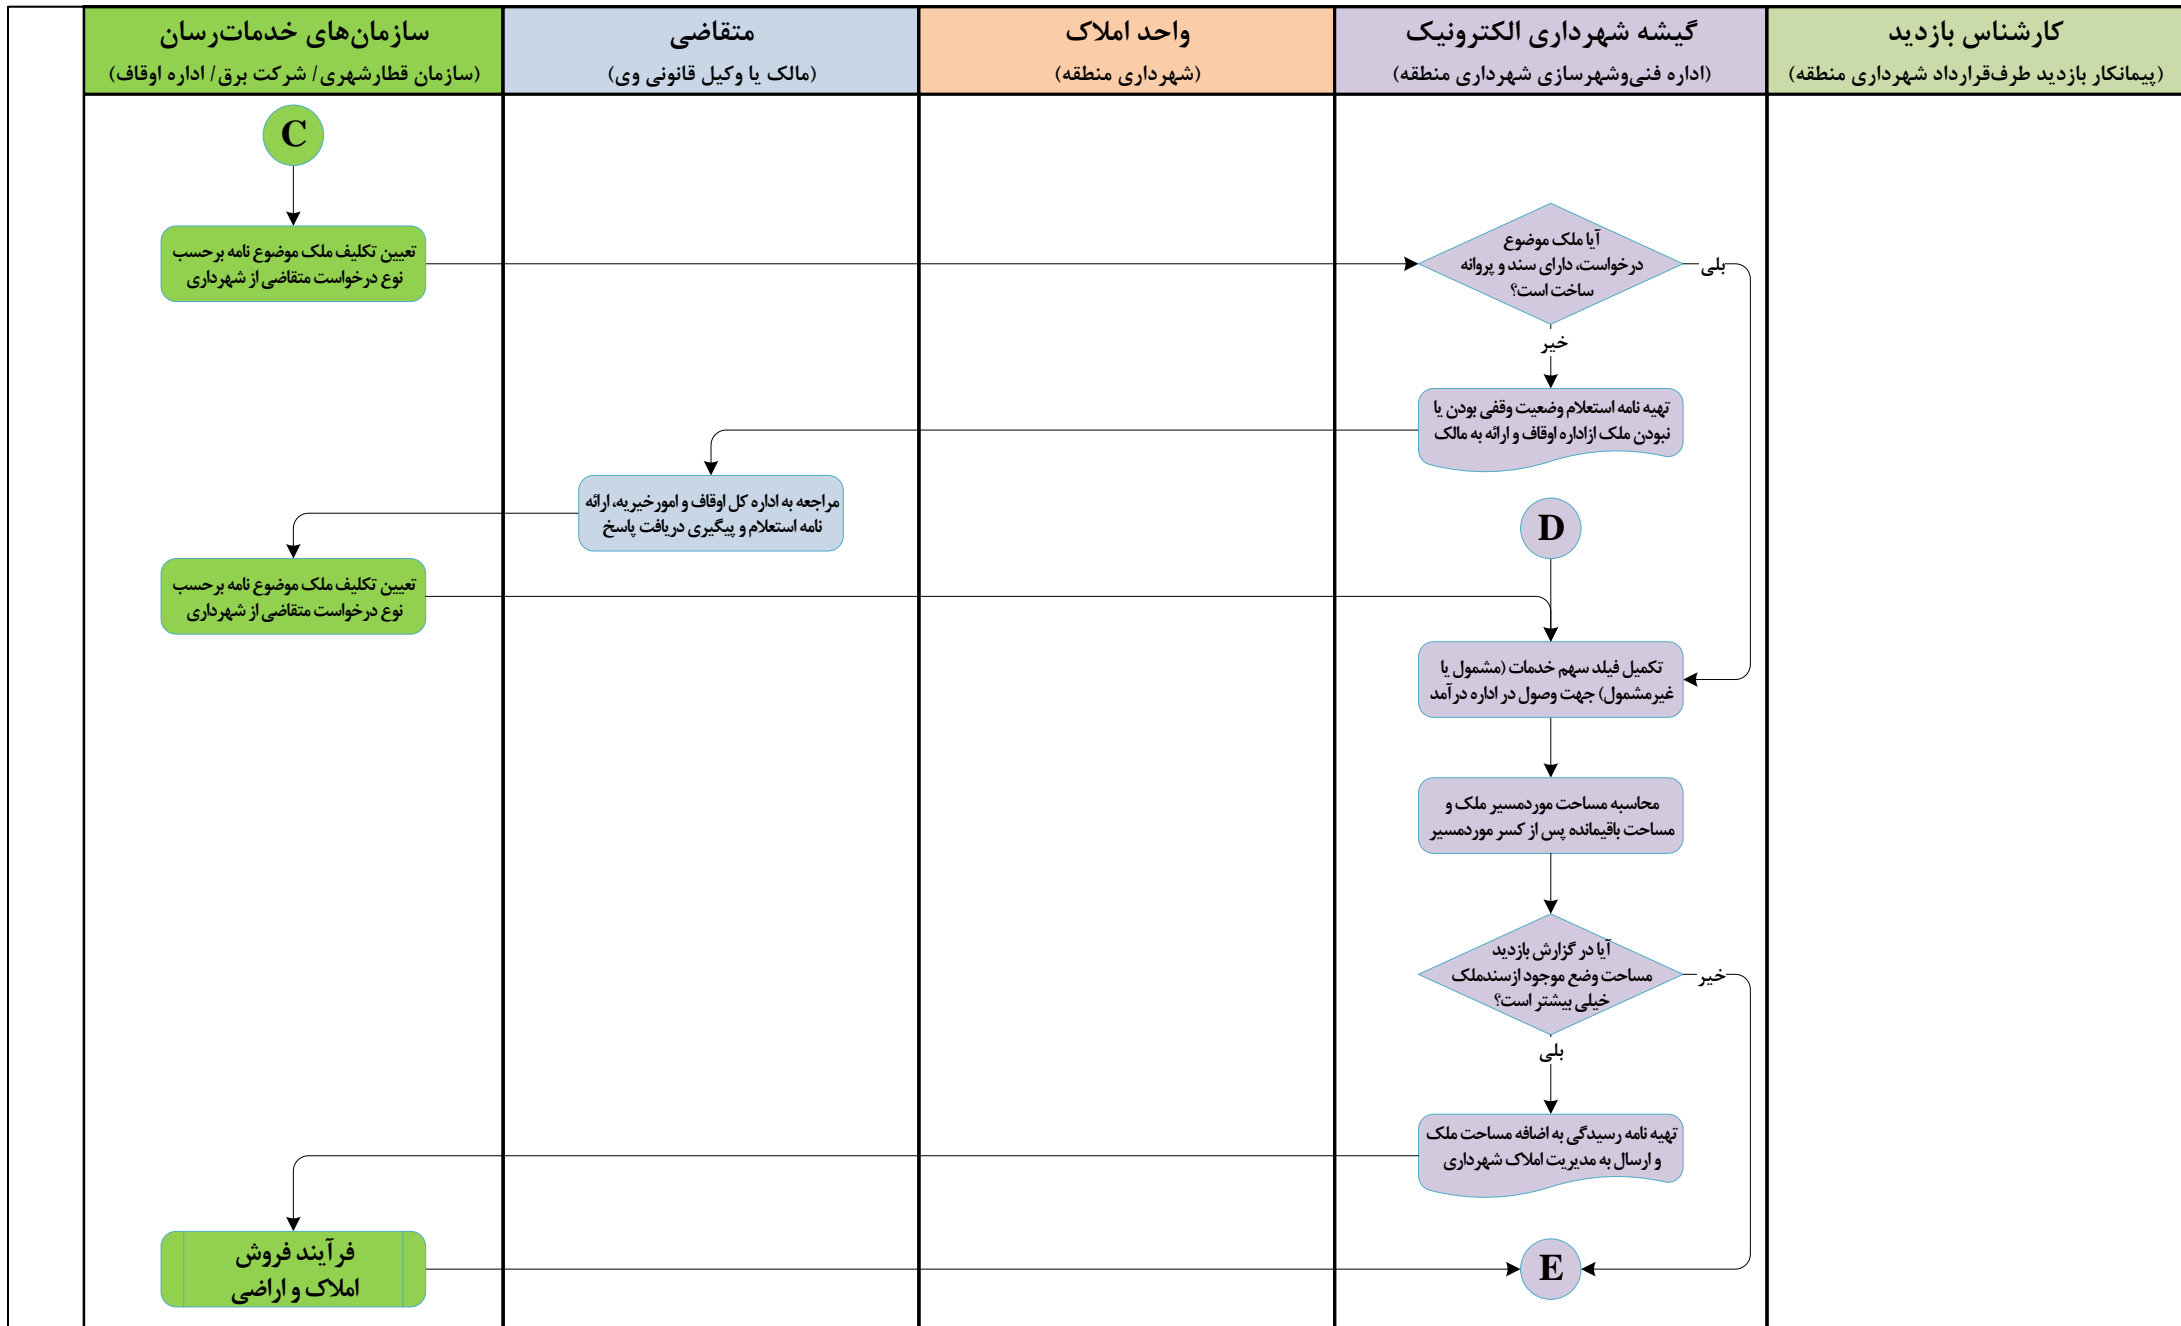 کارشناس بازدید
(پیمانکار بازدید طرف‌قرارداد شهرداری منطقه)
گیشه شهرداری الکترونیک
(اداره فنی‌وشهرسازی شهرداری منطقه)
واحد املاک
(شهرداری منطقه)
متقاضی
(مالک یا وکیل قانونی وی)
سازمان‌های خدمات‌رسان
(سازمان قطارشهری/ شرکت برق/ اداره اوقاف)
C
تعیین تکلیف ملک موضوع نامه برحسب
نوع درخواست متقاضی از شهرداری
آیا ملک موضوع
درخواست، دارای سند و پروانه
ساخت است؟
بلی
خیر
تهیه نامه استعلام وضعیت وقفی بودن یا
نبودن ملک ازاداره اوقاف و ارائه به مالک
مراجعه به اداره کل اوقاف و امورخیریه، ارائه
نامه استعلام و پیگیری دریافت پاسخ
D
تعیین تکلیف ملک موضوع نامه برحسب
نوع درخواست متقاضی از شهرداری
تکمیل فیلد سهم خدمات (مشمول یا
غیرمشمول) جهت وصول در اداره درآمد
محاسبه مساحت موردمسیر ملک و
مساحت باقیمانده پس از کسر موردمسیر
آیا در گزارش بازدید
مساحت وضع موجود ازسندملک
خیلی بیشتر است؟
خیر
بلی
تهیه نامه رسیدگی به اضافه مساحت ملک
و ارسال به مدیریت املاک شهرداری
فرآیند فروش
املاک و اراضی
E